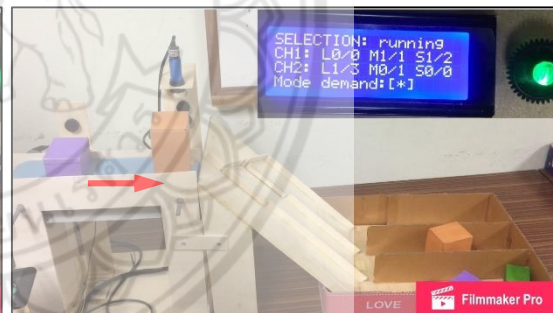 SELECTION: running
CH1: L0/0 M1/1 S1/2
CH2: L1/3 M0/1 S0/0
Mode demand:[*]
LOVE
Filmmaker Pro